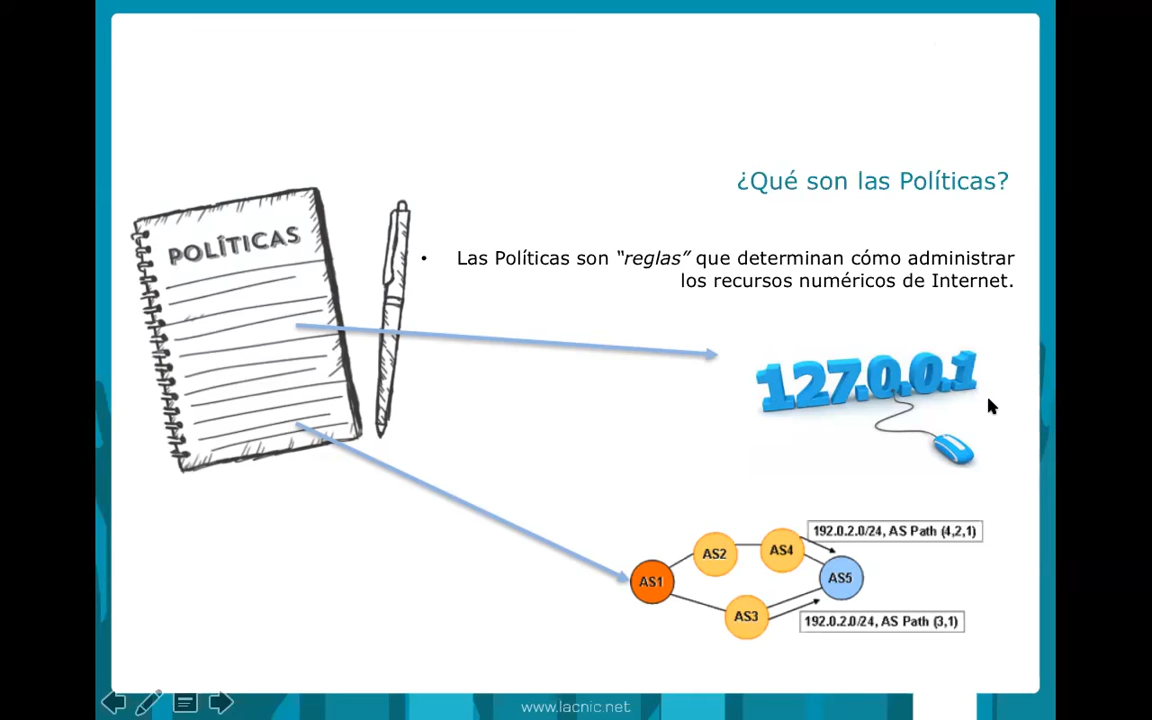 ¿Qué son las Políticas?
POLÍTICAS
• Las Políticas son “reglas” que determinan cómo administrar
los recursos numéricos de Internet.
127.0.0.1
192.0.2.0/24, AS Path (4,2,1)
AS2
AS4
AS1
AS5
AS3
192.0.2.0/24, AS Path (3,1)
www.lacnic.net